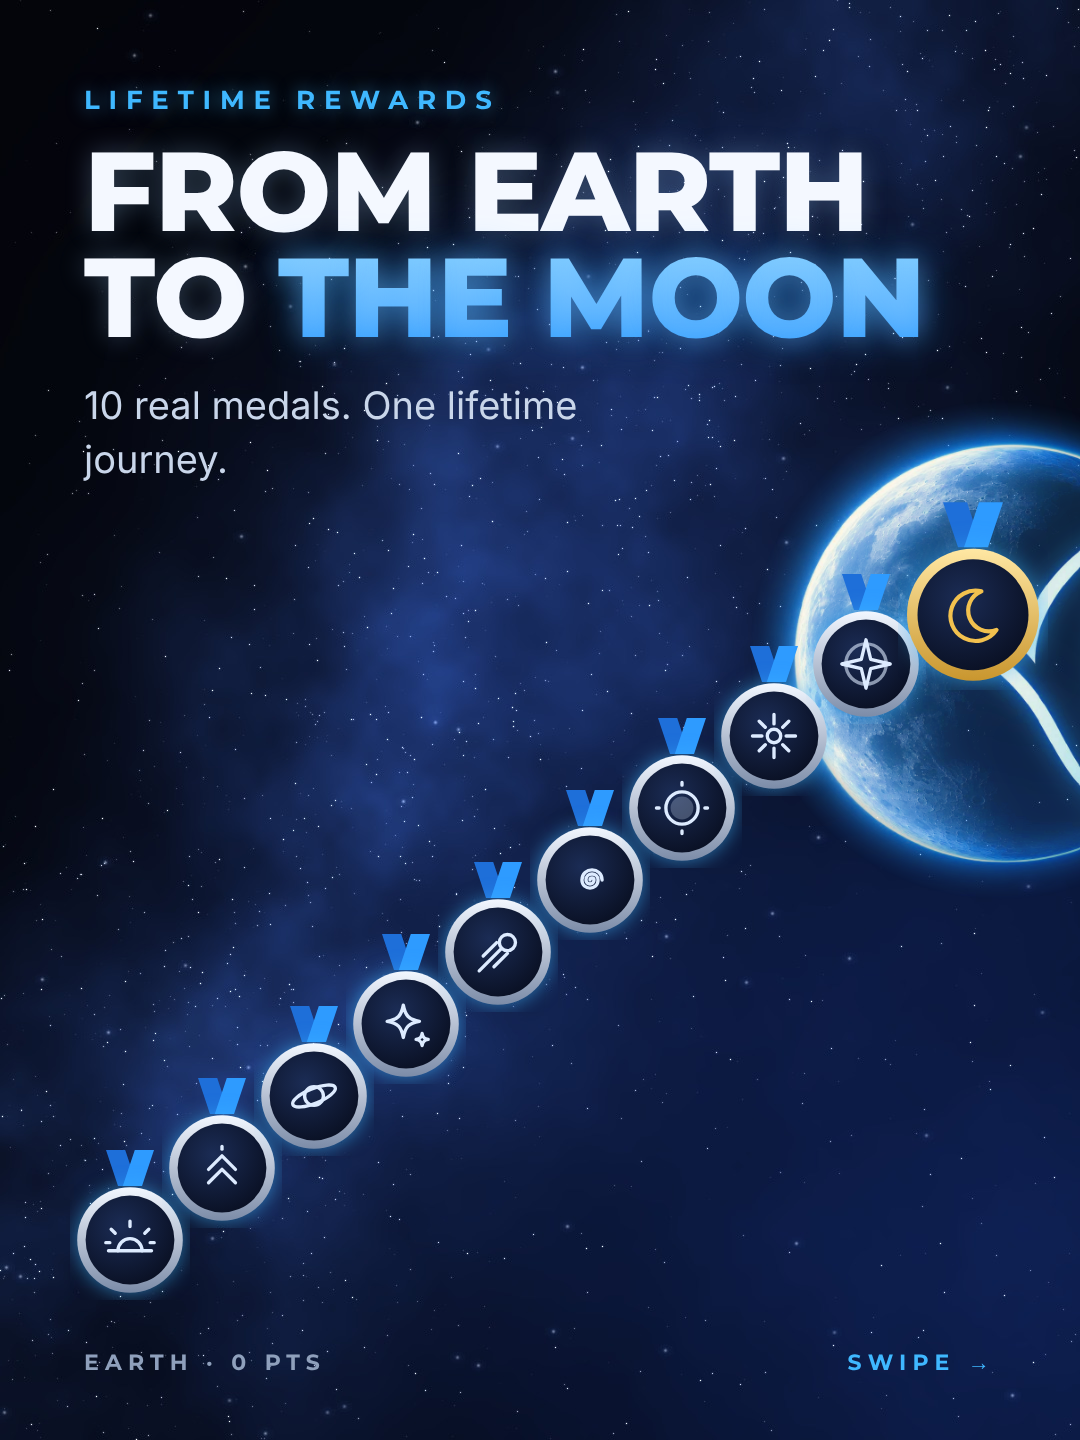 LIFETIME REWARDS
FROM EARTH
TO THE MOON
10 real medals. One lifetime
journey.
EARTH · 0 PTS
SWIPE →